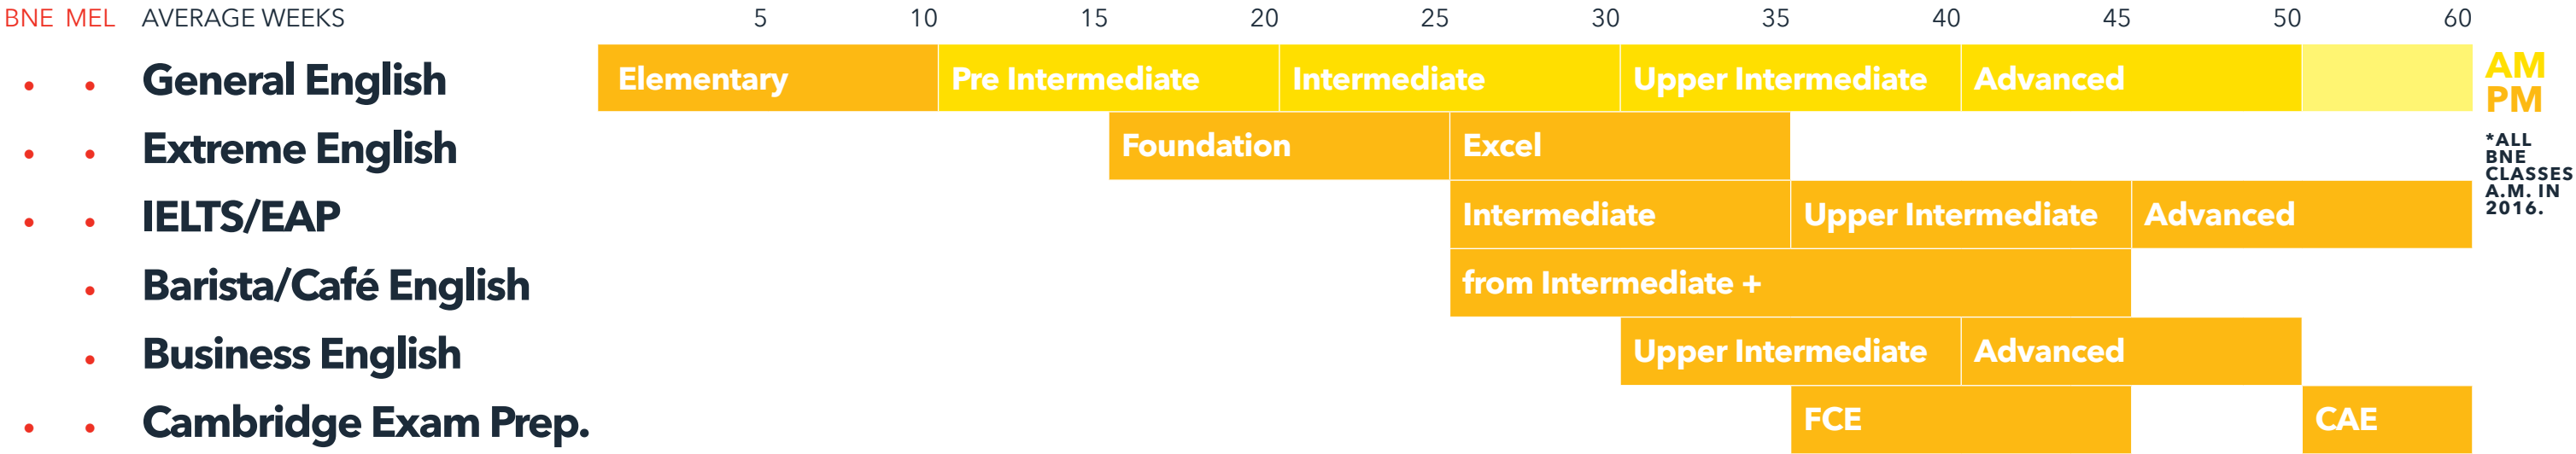 BNE MEL AVERAGE WEEKS 5 10 15 20 25 30 35 40 45 50 60
• • General English Elementary Pre Intermediate Intermediate Upper Intermediate Advanced AM
PM
• • Extreme English Foundation Excel
*ALL
BNE
CLASSES
A.M. IN
2016.
• • IELTS/EAP Intermediate Upper Intermediate Advanced
• Barista/Café English from Intermediate +
• Business English Upper Intermediate Advanced
• • Cambridge Exam Prep. FCE CAE